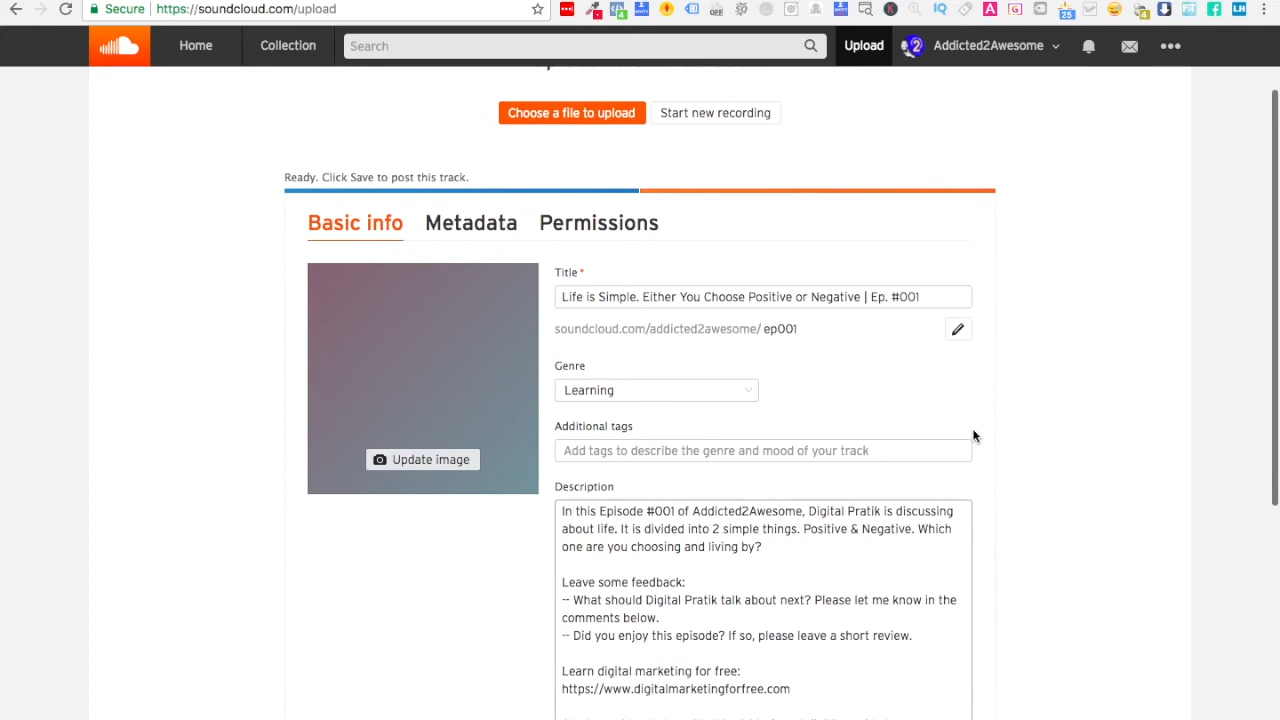 Secure https://soundcloud.com/upload
Home
Collection
Search
Upload
Addicted2Awesome
Choose a file to upload
Start new recording
Ready. Click Save to post this track.
Basic info
Metadata
Permissions
Update image
Title*
Life is Simple. Either You Choose Positive or Negative | Ep. #001
soundcloud.com/addicted2awesome/ ep001
Genre
Learning
Additional tags
Add tags to describe the genre and mood of your track
Description
In this Episode #001 of Addicted2Awesome, Digital Pratik is discussing
about life. It is divided into 2 simple things. Positive & Negative. Which
one are you choosing and living by?
Leave some feedback:
-- What should Digital Pratik talk about next? Please let me know in the
comments below.
-- Did you enjoy this episode? If so, please leave a short review.
Learn digital marketing for free:
https://www.digitalmarketingforfree.com